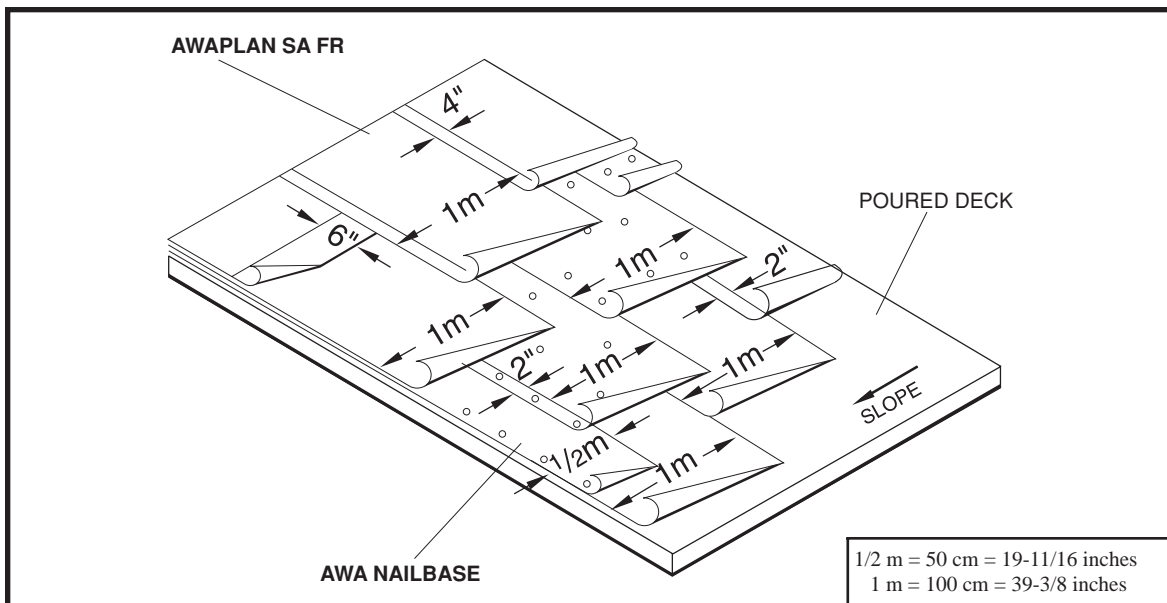 AWAPLAN SA FR
4"
1m
POURED DECK
6"
1m
2"
1m
2"
1m
1m
SLOPE
1/2m
1m
AWA NAILBASE
1/2 m = 50 cm = 19-11/16 inches
1 m = 100 cm = 39-3/8 inches